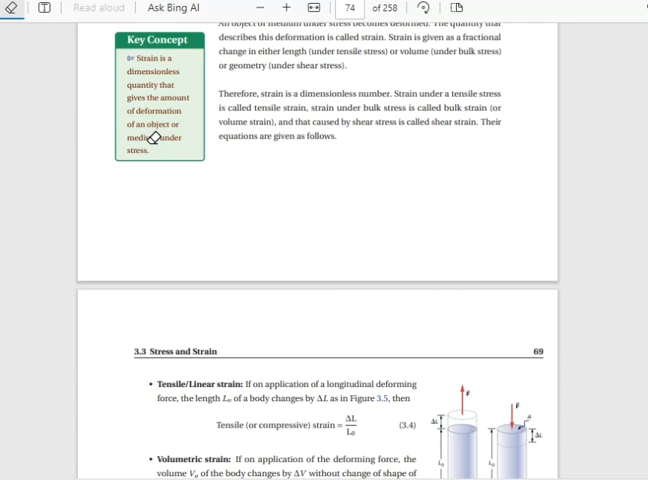 Read aloud
Ask Bing AI
74
of 258
An object or medium under stress becomes deformed. The quantity that
describes this deformation is called strain. Strain is given as a fractional
change in either length (under tensile stress) or volume (under bulk stress)
or geometry (under shear stress).
Key Concept
Strain is a
dimensionless
quantity that
gives the amount
of deformation
of an object or
under
stress.
Therefore, strain is a dimensionless number. Strain under a tensile stress
is called tensile strain, strain under bulk stress is called bulk strain (or
volume strain), and that caused by shear stress is called shear strain. Their
equations are given as follows.
3.3 Stress and Strain
69
• Tensile/Linear strain: If on application of a longitudinal deforming
force, the length Lₒ of a body changes by ΔL as in Figure 3.5, then
Tensile (or compressive) strain = ΔL/L₀ (3.4)
• Volumetric strain: If on application of the deforming force, the
volume Vₒ of the body changes by ΔV without change of shape of
F
F
A
ΔL
ΔL
L₀
L₀